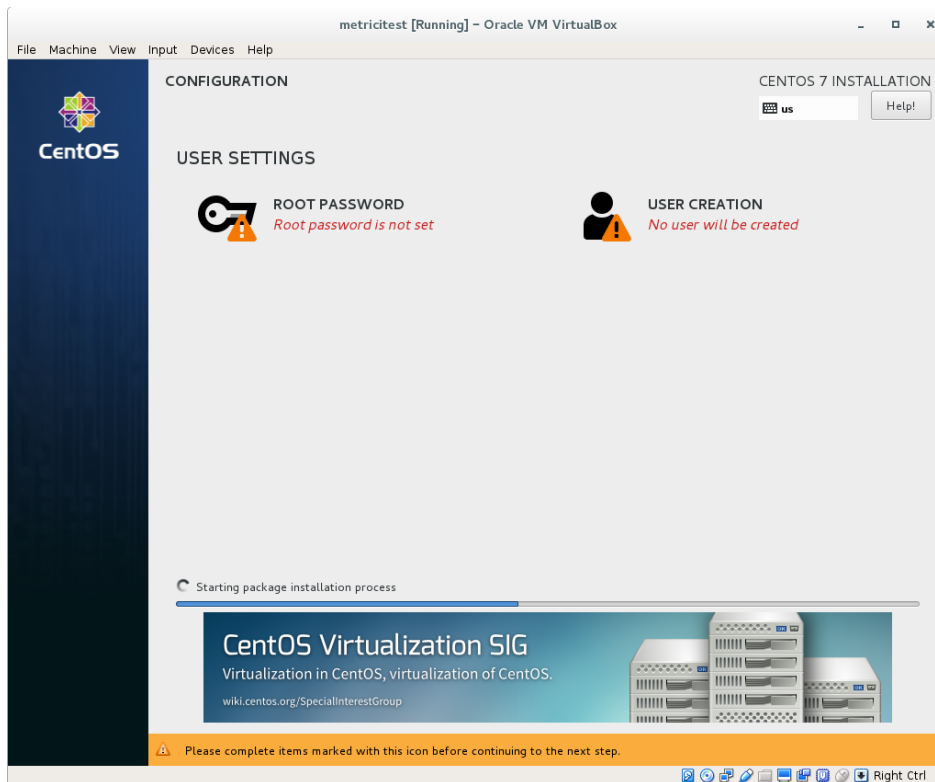 metricitest [Running] – Oracle VM VirtualBox
File Machine View Input Devices Help
CONFIGURATION
CENTOS 7 INSTALLATION
us
Help!
CentOS
USER SETTINGS
ROOT PASSWORD
Root password is not set
USER CREATION
No user will be created
Starting package installation process
CentOS Virtualization SIG
Virtualization in CentOS, virtualization of CentOS.
wiki.centos.org/SpecialInterestGroup
Please complete items marked with this icon before continuing to the next step.
Right Ctrl